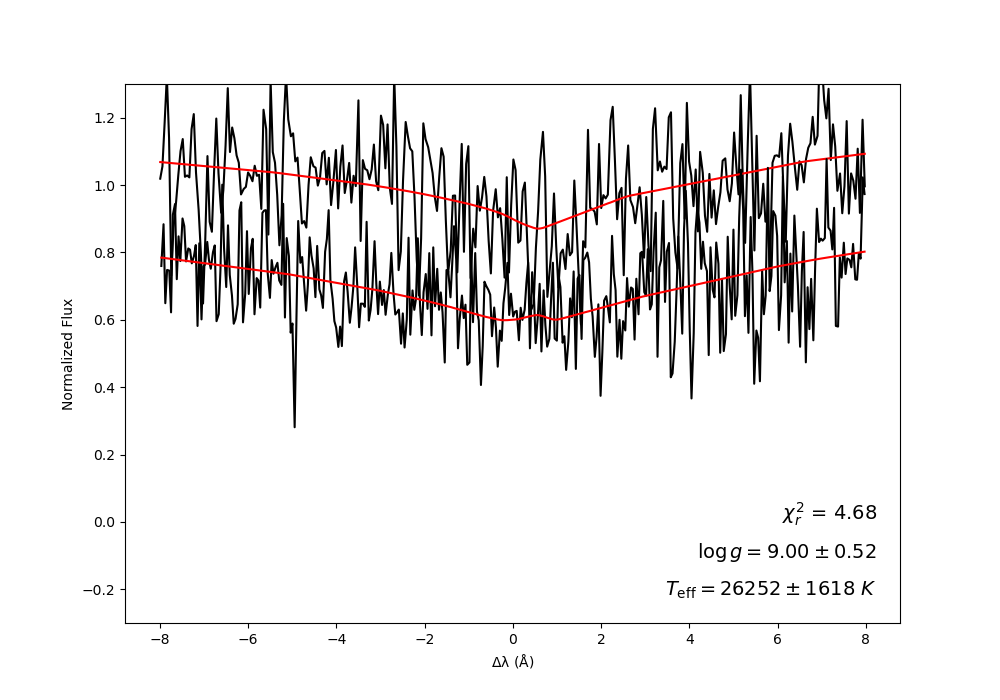 1.2
1.0
0.8
0.6
0.4
0.2
0.0
−0.2
Normalized Flux
χ²ᵣ = 4.68
log g = 9.00 ± 0.52
T_eff = 26252 ± 1618 K
−8 −6 −4 −2 0 2 4 6 8
Δλ (Å)